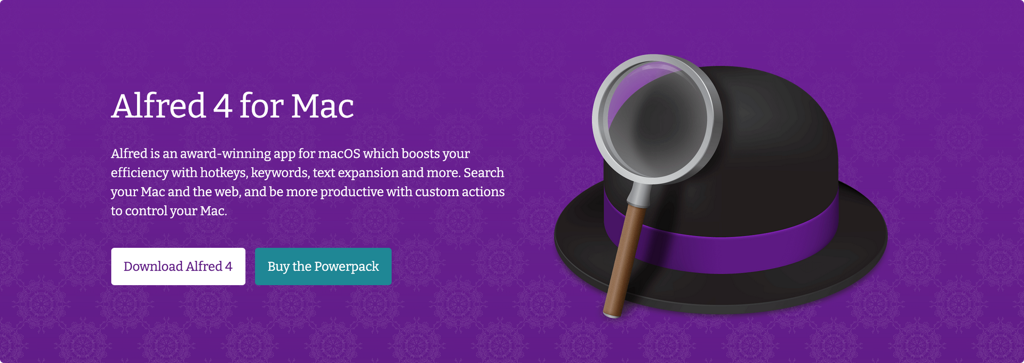 Alfred 4 for Mac
Alfred is an award-winning app for macOS which boosts your
efficiency with hotkeys, keywords, text expansion and more. Search
your Mac and the web, and be more productive with custom actions
to control your Mac.
Download Alfred 4
Buy the Powerpack